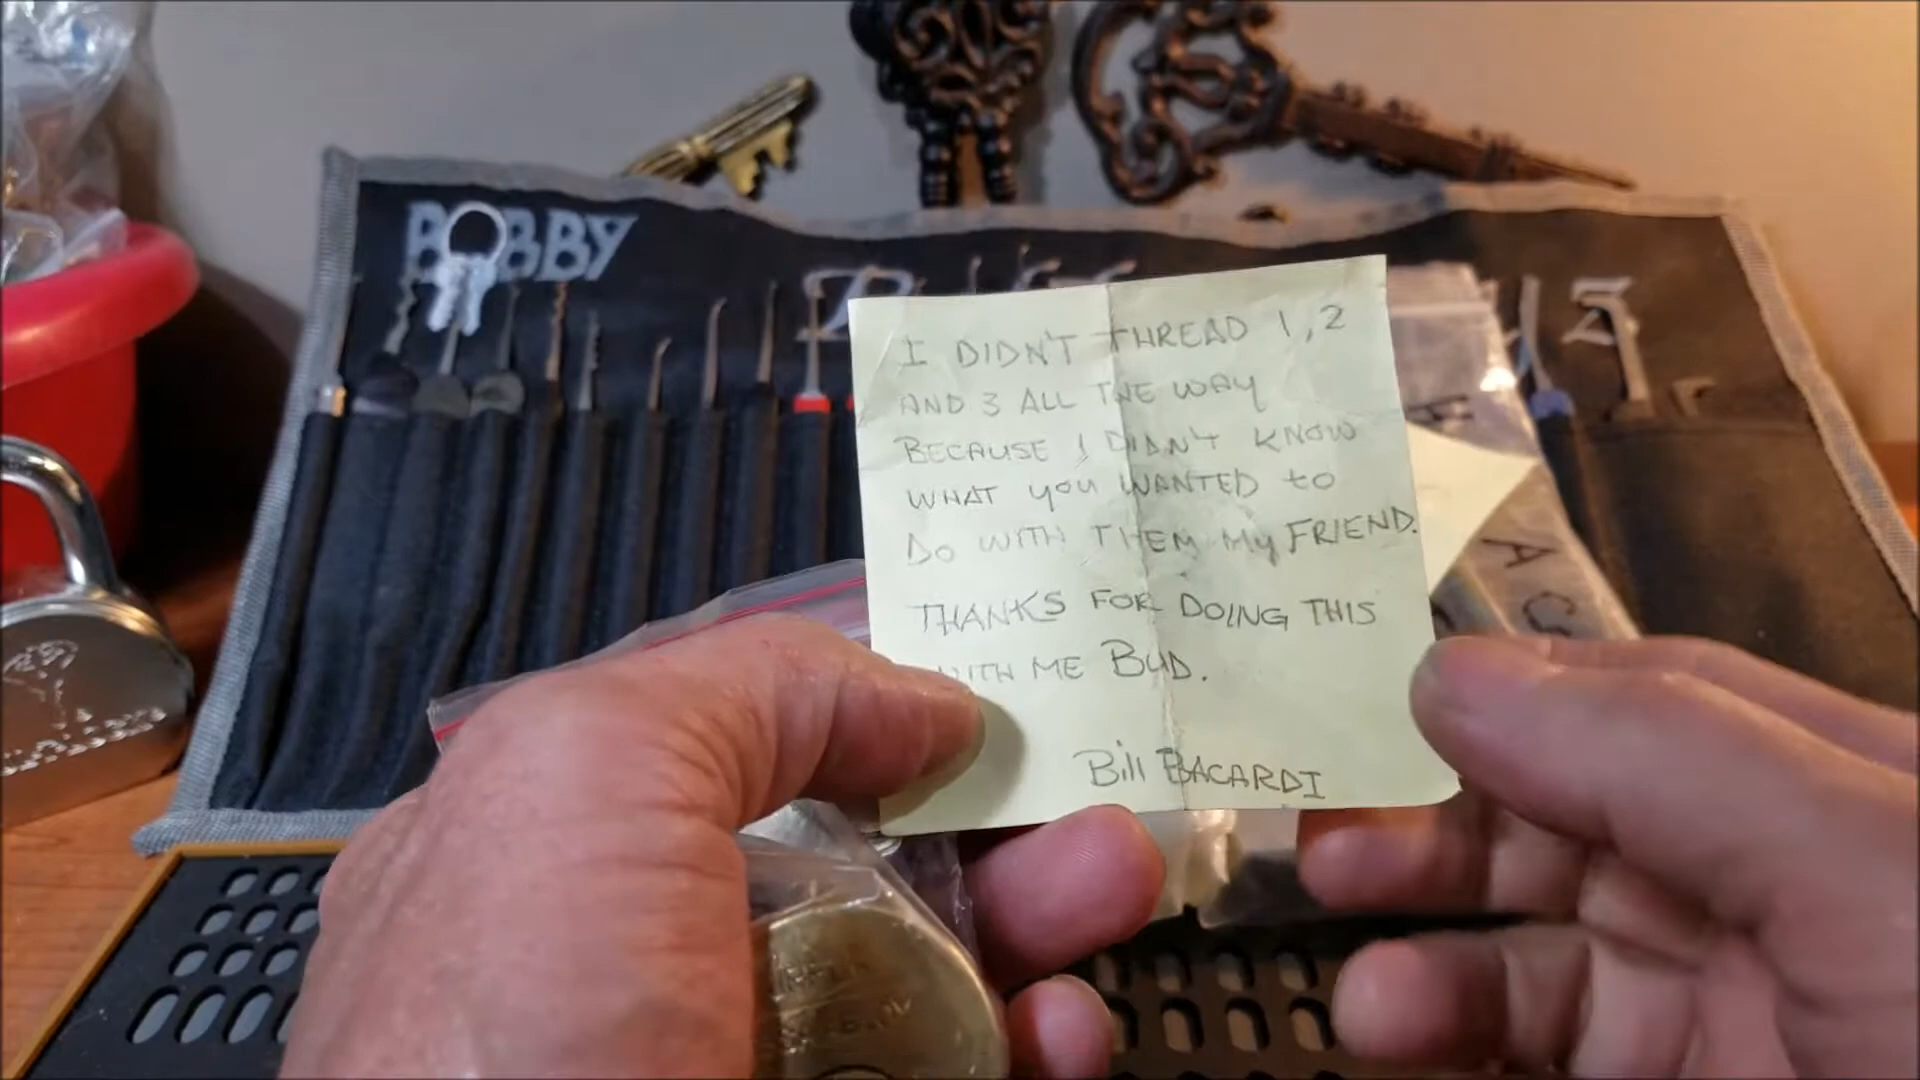 BOBBY
I DIDN'T THREAD 1,2
AND 3 ALL THE WAY
BECAUSE I DIDN'T KNOW
WHAT you WANTED to
DO WITH THEM My FRIEND.
THANKS FOR DOING THIS
WITH ME BUD.
Bill BACARDI